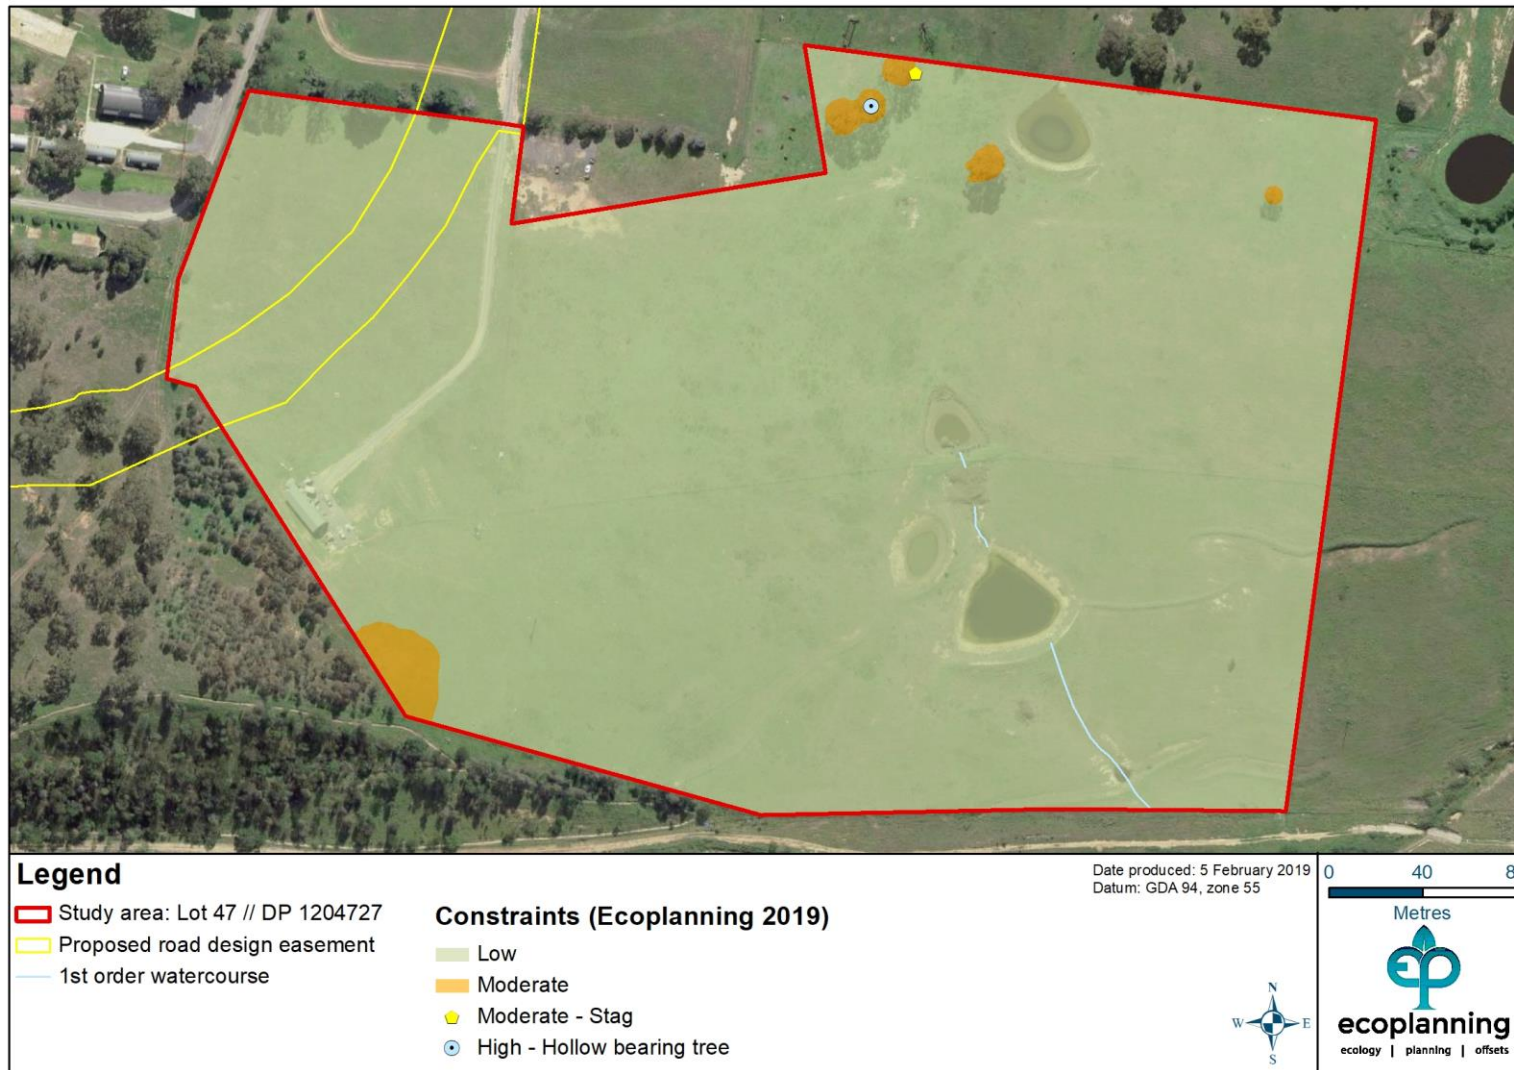 Legend
Study area: Lot 47 // DP 1204727
Proposed road design easement
1st order watercourse
Constraints (Ecoplanning 2019)
Low
Moderate
Moderate - Stag
High - Hollow bearing tree
Date produced: 5 February 2019
Datum: GDA 94, zone 55
N
W E
S
0 40 8
Metres
ep
ecoplanning
ecology | planning | offsets